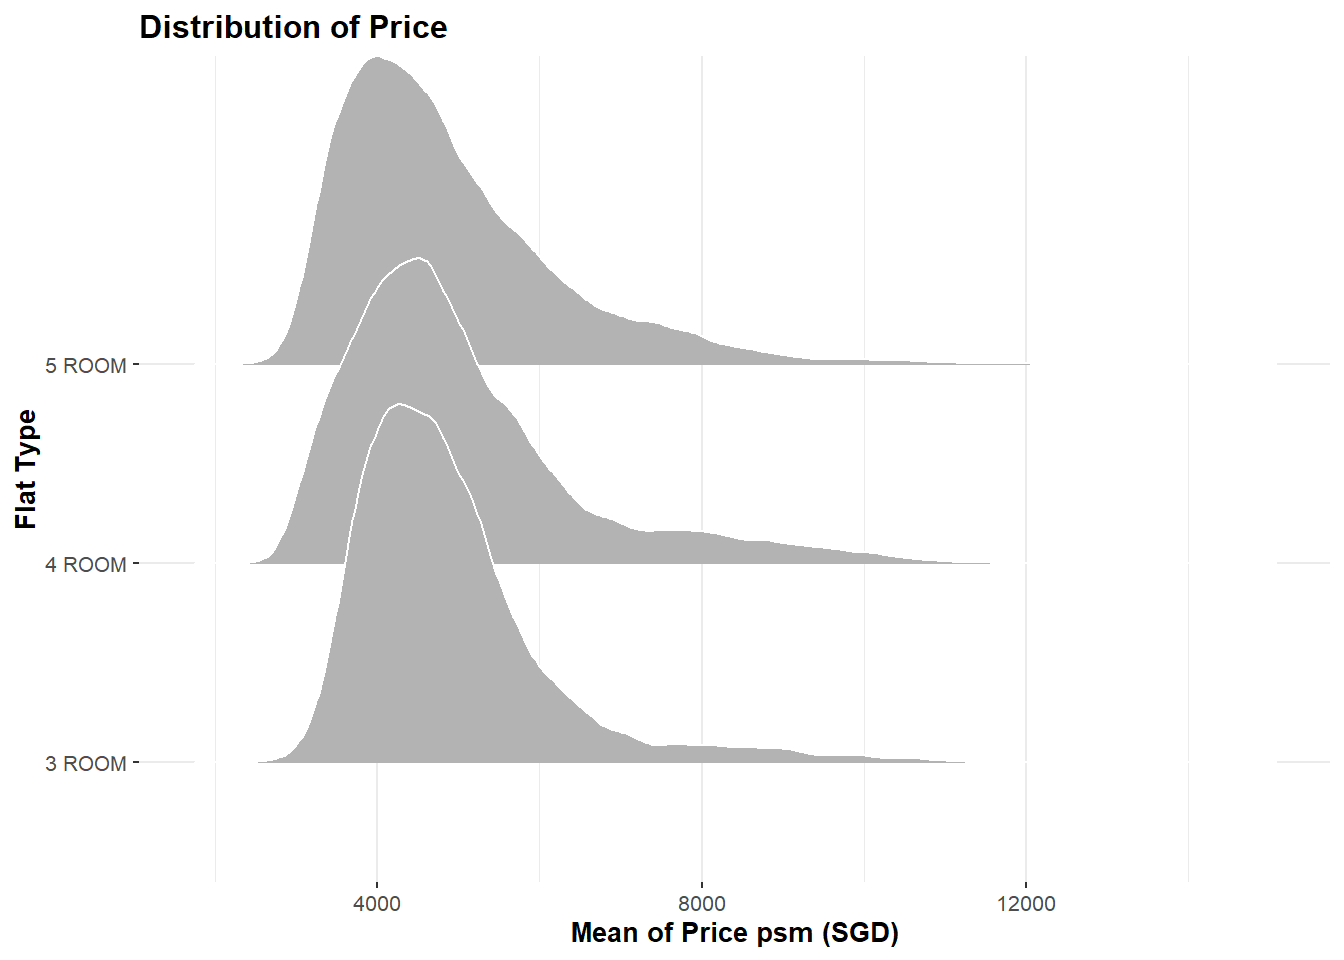 Distribution of Price
Flat Type
5 ROOM
4 ROOM
3 ROOM
4000
8000
12000
Mean of Price psm (SGD)